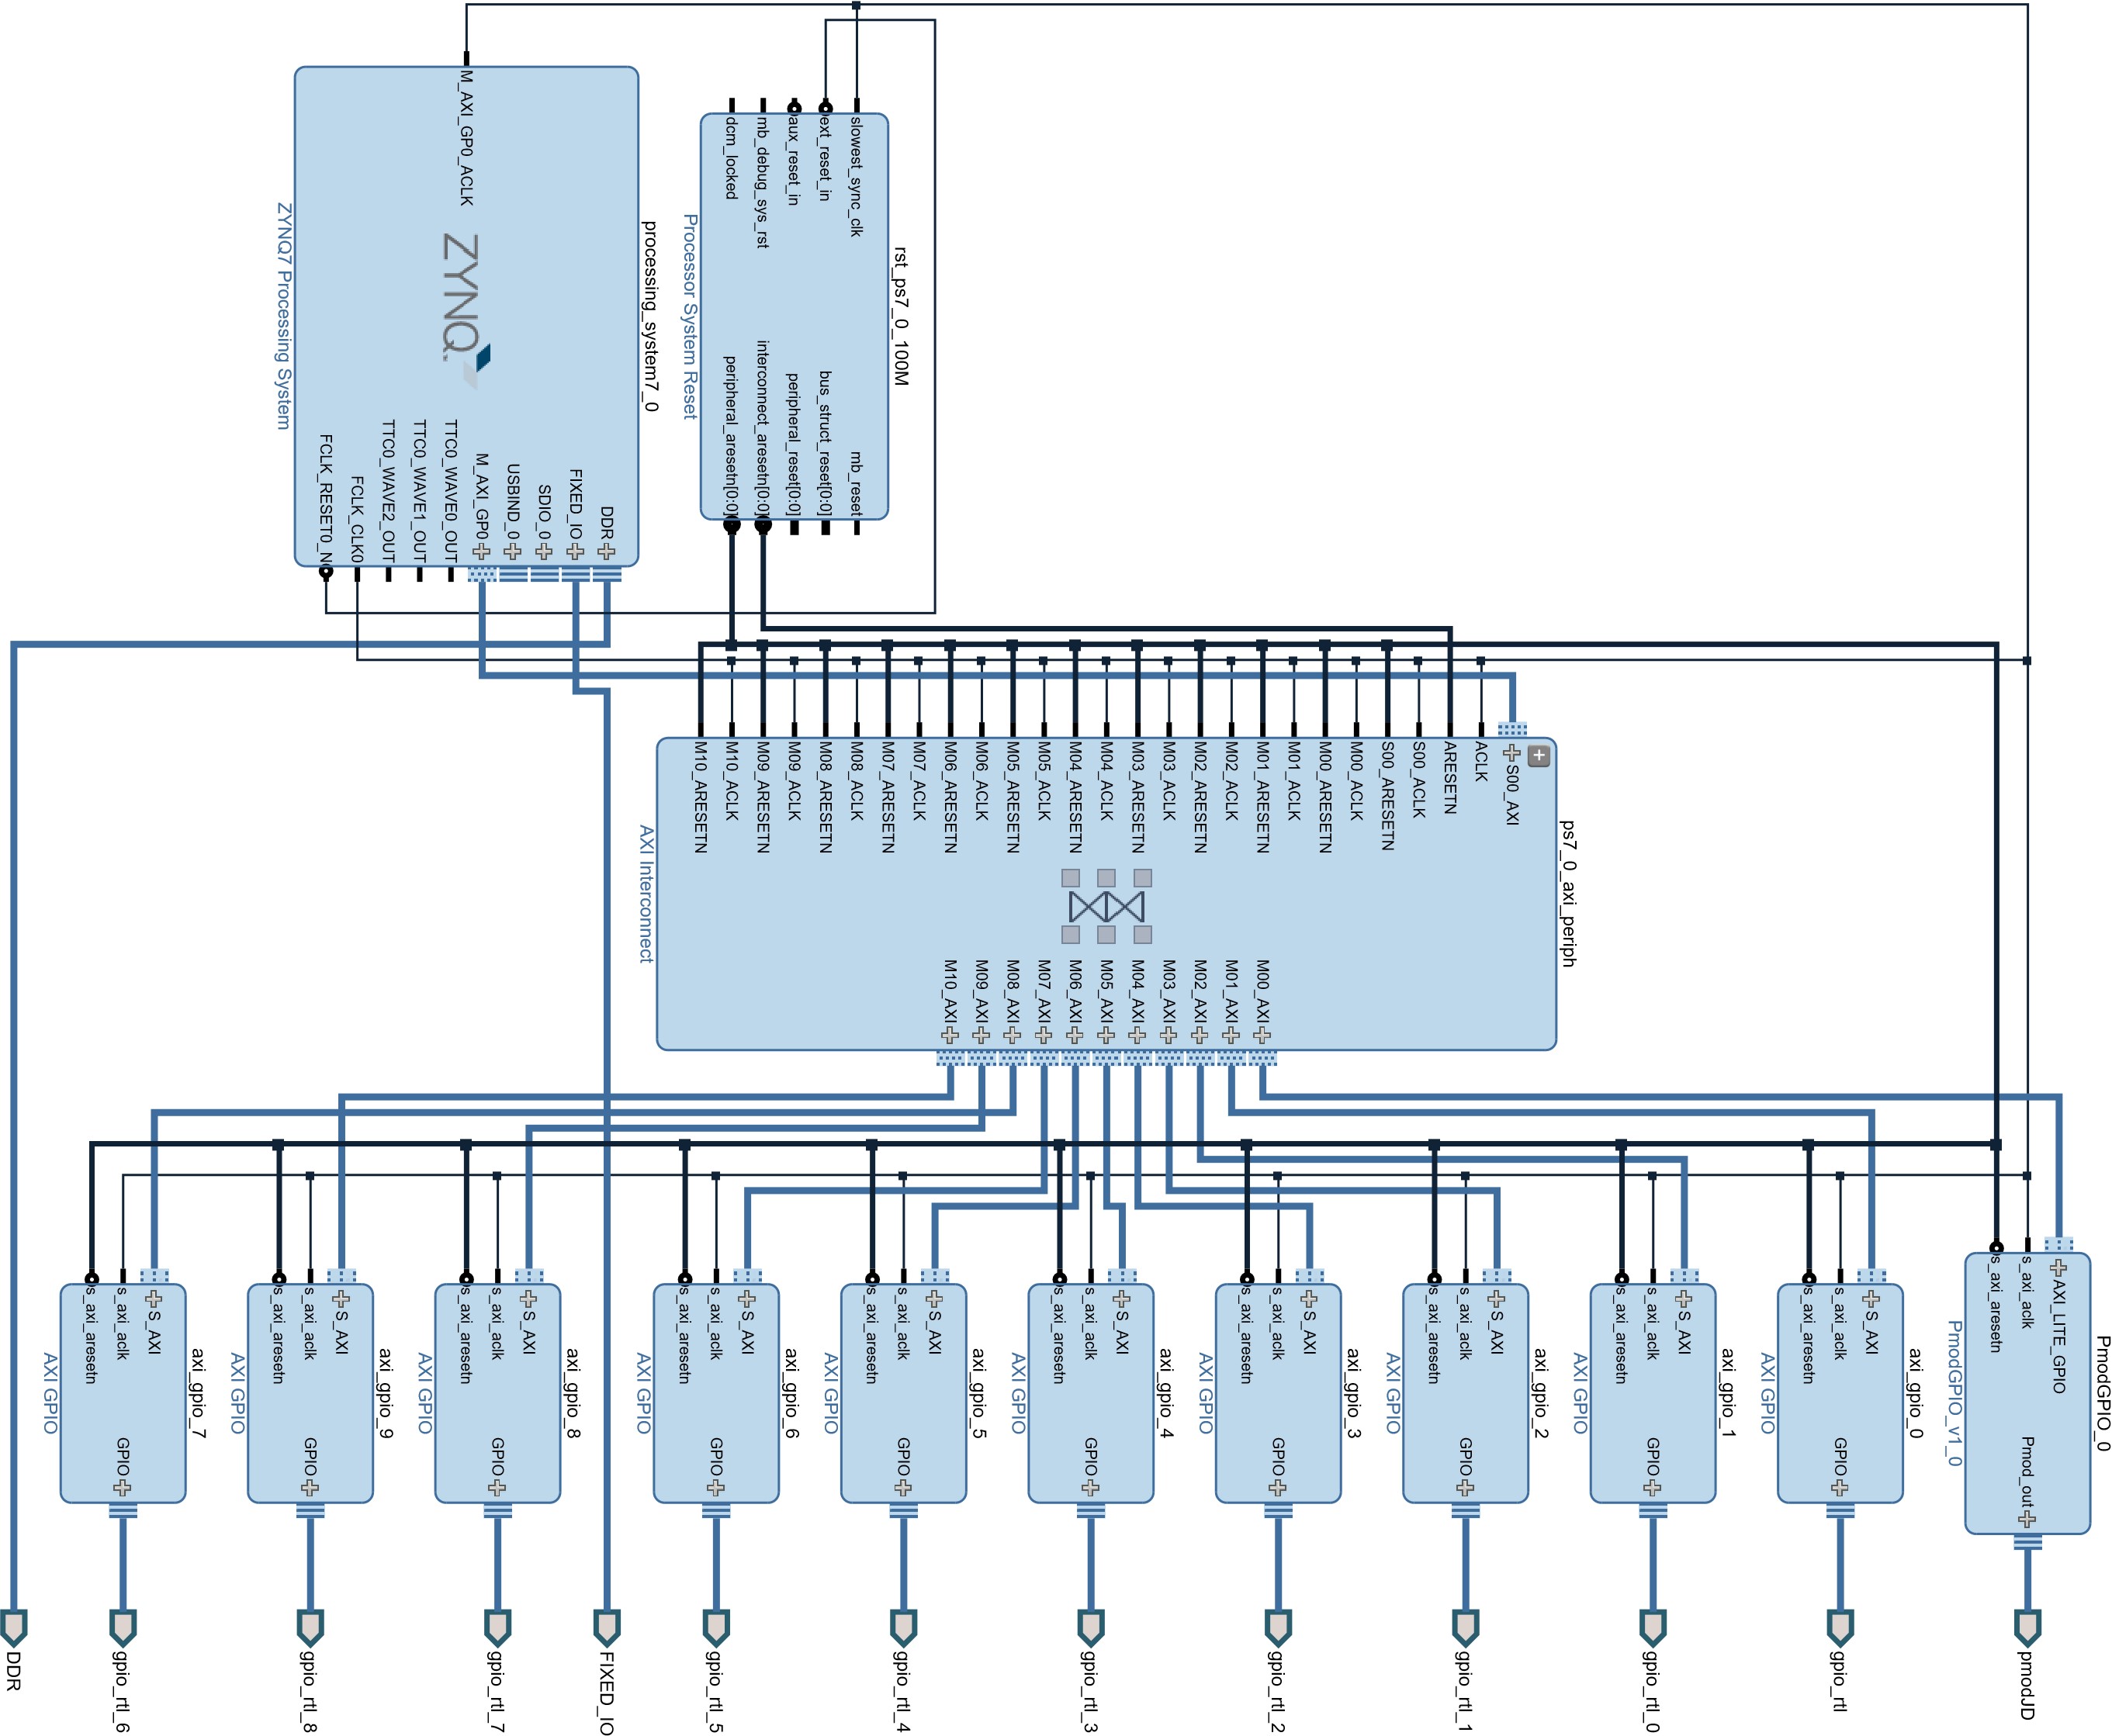 PmodGPIO_0
AXI_LITE_GPIO
s_axi_aclk
s_axi_aresetn
Pmod_out
PmodGPIO_v1_0
pmodJD
axi_gpio_0
S_AXI
s_axi_aclk
s_axi_aresetn
GPIO
AXI GPIO
gpio_rtl
axi_gpio_1
S_AXI
s_axi_aclk
s_axi_aresetn
GPIO
AXI GPIO
gpio_rtl_0
ps7_0_axi_periph
S00_AXI
ACLK
ARESETN
S00_ACLK
S00_ARESETN
M00_ACLK
M00_ARESETN
M01_ACLK
M01_ARESETN
M02_ACLK
M02_ARESETN
M03_ACLK
M03_ARESETN
M04_ACLK
M04_ARESETN
M05_ACLK
M05_ARESETN
M06_ACLK
M06_ARESETN
M07_ACLK
M07_ARESETN
M08_ACLK
M08_ARESETN
M09_ACLK
M09_ARESETN
M10_ACLK
M10_ARESETN
M00_AXI
M01_AXI
M02_AXI
M03_AXI
M04_AXI
M05_AXI
M06_AXI
M07_AXI
M08_AXI
M09_AXI
M10_AXI
AXI Interconnect
axi_gpio_2
S_AXI
s_axi_aclk
s_axi_aresetn
GPIO
AXI GPIO
gpio_rtl_1
axi_gpio_3
S_AXI
s_axi_aclk
s_axi_aresetn
GPIO
AXI GPIO
gpio_rtl_2
axi_gpio_4
S_AXI
s_axi_aclk
s_axi_aresetn
GPIO
AXI GPIO
gpio_rtl_3
axi_gpio_5
S_AXI
s_axi_aclk
s_axi_aresetn
GPIO
AXI GPIO
gpio_rtl_4
rst_ps7_0_100M
slowest_sync_clk
ext_reset_in
aux_reset_in
mb_debug_sys_rst
dcm_locked
mb_reset
bus_struct_reset[0:0]
peripheral_reset[0:0]
interconnect_aresetn[0:0]
peripheral_aresetn[0:0]
Processor System Reset
axi_gpio_6
S_AXI
s_axi_aclk
s_axi_aresetn
GPIO
AXI GPIO
gpio_rtl_5
processing_system7_0
M_AXI_GP0_ACLK
ZYNQ
DDR
FIXED_IO
SDIO_0
USBIND_0
M_AXI_GP0
TTC0_WAVE0_OUT
TTC0_WAVE1_OUT
TTC0_WAVE2_OUT
FCLK_CLK0
FCLK_RESET0_N
ZYNQ7 Processing System
FIXED_IO
axi_gpio_8
S_AXI
s_axi_aclk
s_axi_aresetn
GPIO
AXI GPIO
gpio_rtl_7
axi_gpio_9
S_AXI
s_axi_aclk
s_axi_aresetn
GPIO
AXI GPIO
gpio_rtl_8
axi_gpio_7
S_AXI
s_axi_aclk
s_axi_aresetn
GPIO
AXI GPIO
gpio_rtl_6
DDR